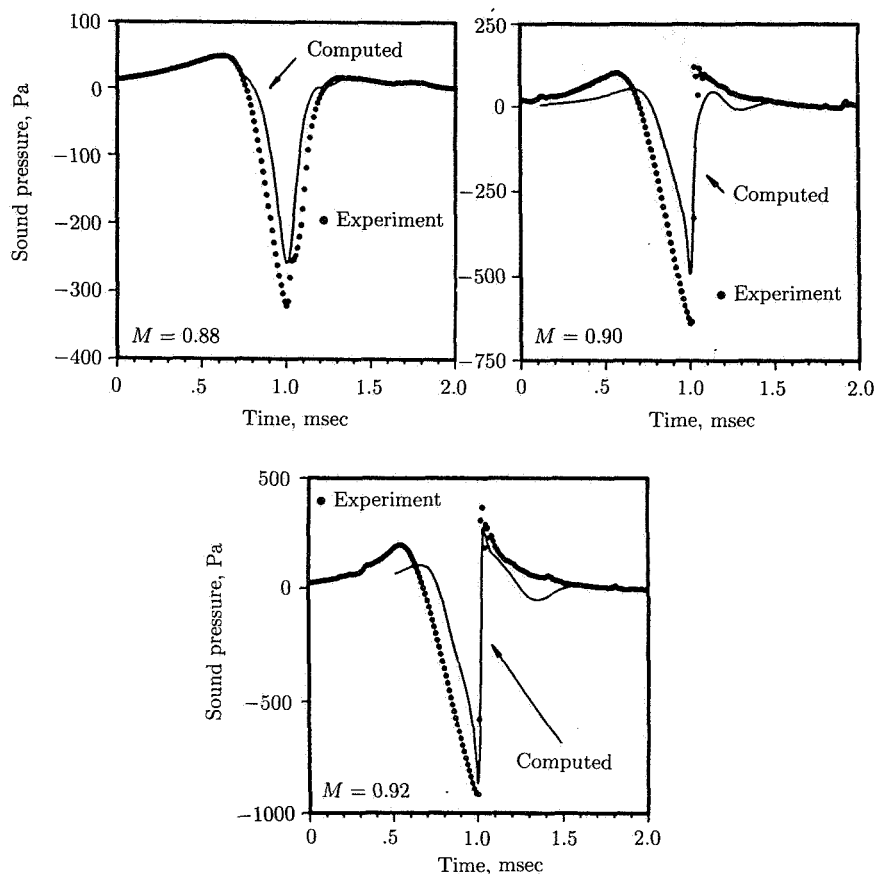 100
0
−100
−200
−300
−400
Sound pressure, Pa
Computed
Experiment
M = 0.88
0 .5 1.0 1.5 2.0
Time, msec
250
0
−250
−500
−750
Computed
Experiment
M = 0.90
0 .5 1.0 1.5 2.0
Time, msec
500
0
−500
−1000
Sound pressure, Pa
Experiment
Computed
M = 0.92
0 .5 1.0 1.5 2.0
Time, msec